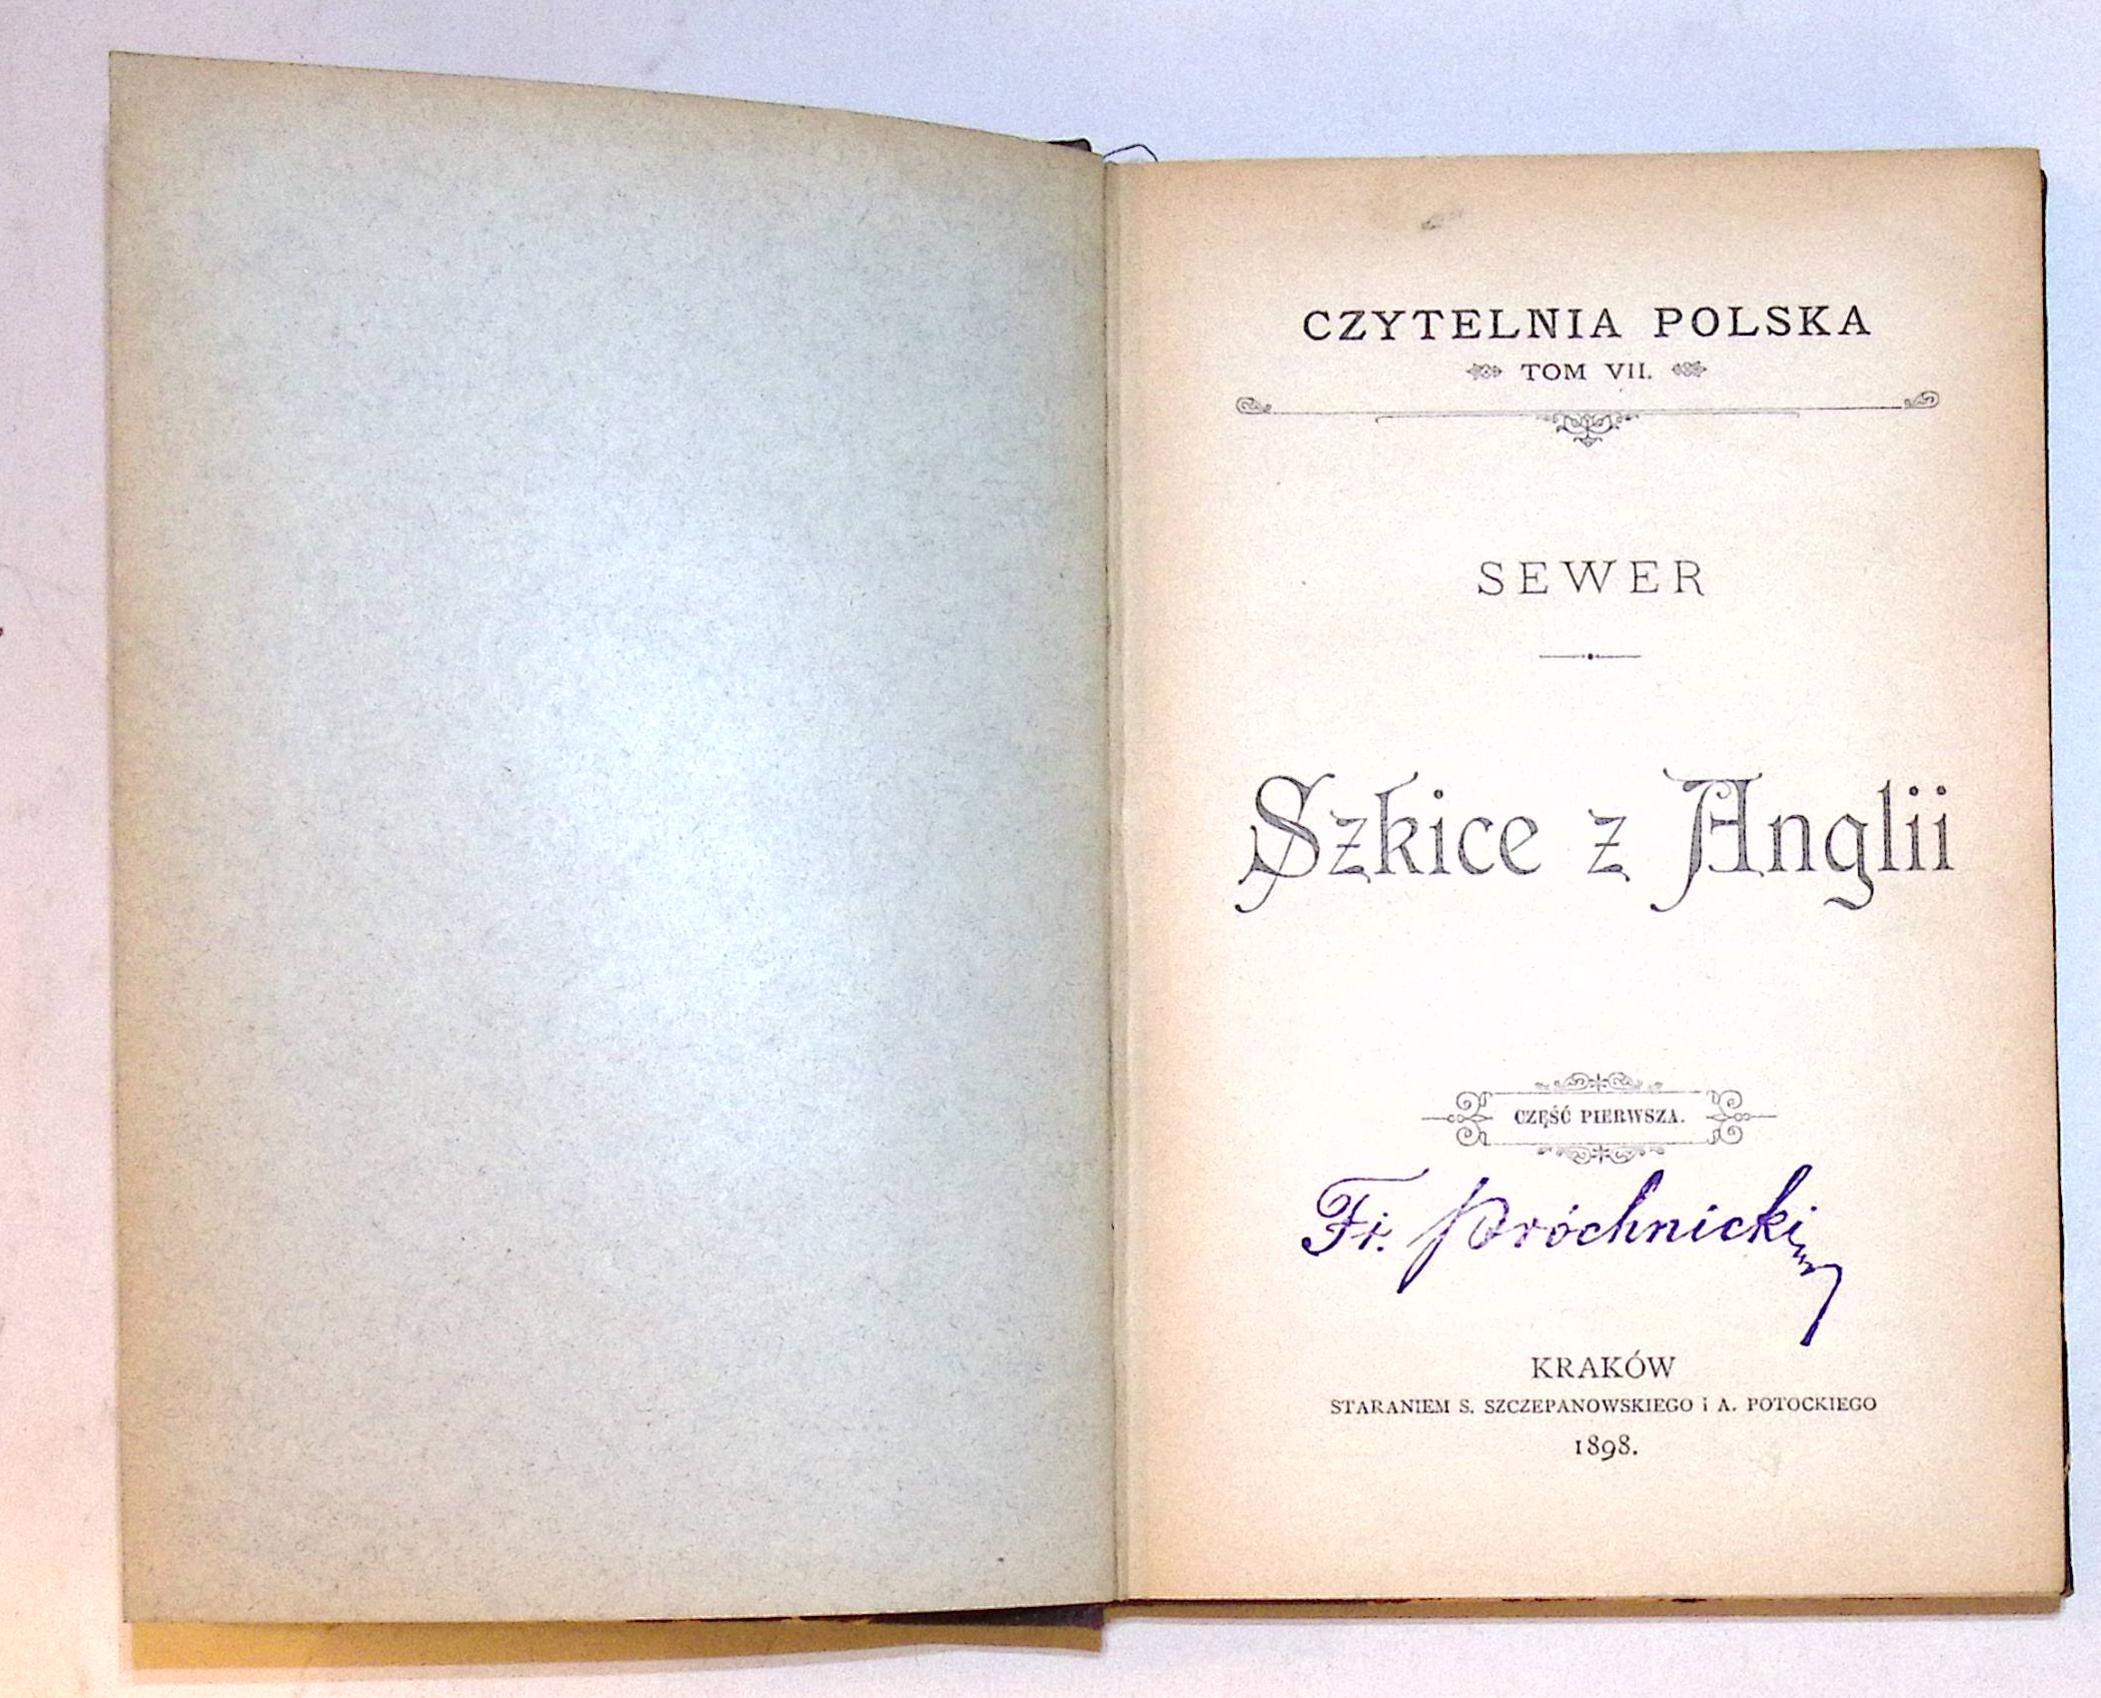 CZYTELNIA POLSKA
TOM VII.
SEWER
Szkice z Anglii
CZĘŚĆ PIERWSZA.
Fr. Próchnicki
KRAKÓW
STARANIEM S. SZCZEPANOWSKIEGO i A. POTOCKIEGO
1898.